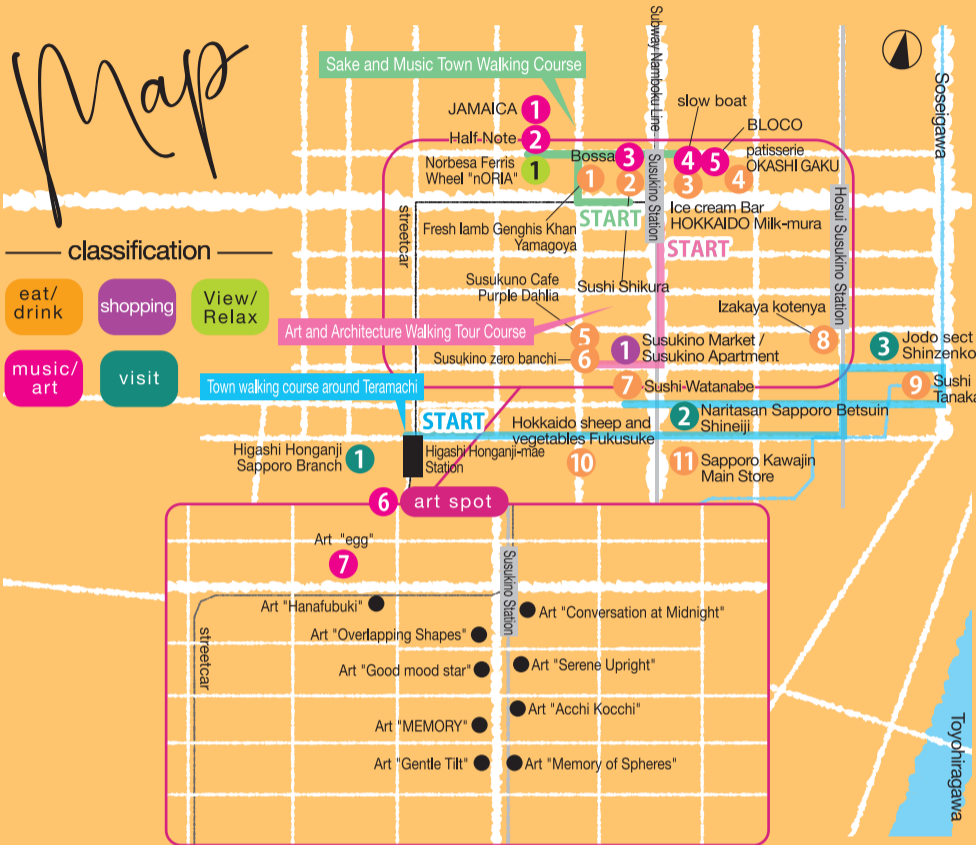 Map
classification
eat/
drink
shopping
View/
Relax
music/
art
visit
Sake and Music Town Walking Course
Subway Namboku Line
Soseigawa
JAMAICA 1
Half-Note 2
Norbesa Ferris
Wheel "nORIA"
1
Bossa 3
slow boat
4
5
BLOCO
patisserie
OKASHI GAKU
1
2
3
4
Susukino Station
Hosui Susukino Station
streetcar
START
Fresh lamb Genghis Khan
Yamagoya
Ice cream Bar
HOKKAIDO Milk-mura
START
Susukuno Cafe
Purple Dahlia
Sushi Shikura
Izakaya kotenya
Art and Architecture Walking Tour Course
5
Susukino zero banchi 6
1 Susukino Market /
Susukino Apartment
8
3 Jodo sect
Shinzenko
7 Sushi Watanabe
9 Sushi
Tanaka
Town walking course around Teramachi
START
2 Naritasan Sapporo Betsuin
Shineiji
Higashi Honganji
Sapporo Branch
1
Higashi Honganji-mae
Station
Hokkaido sheep and
vegetables Fukusuke
10
11 Sapporo Kawajin
Main Store
6 art spot
Art "egg"
7
Susukino Station
streetcar
Art "Hanafubuki"
Art "Conversation at Midnight"
Art "Overlapping Shapes"
Art "Good mood star"
Art "Serene Upright"
Art "Acchi Kocchi"
Art "MEMORY"
Art "Gentle Tilt"
Art "Memory of Spheres"
Toyohiragawa